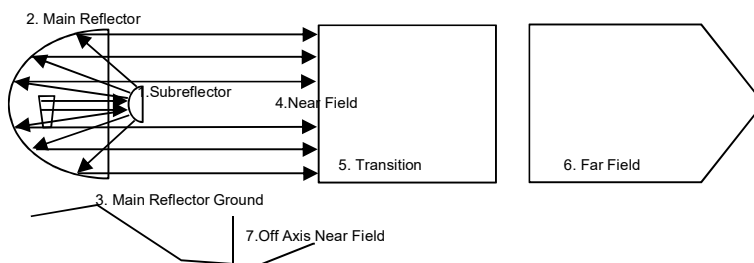 2. Main Reflector
1.Subreflector
4.Near Field
5. Transition
6. Far Field
3. Main Reflector Ground
7.Off Axis Near Field